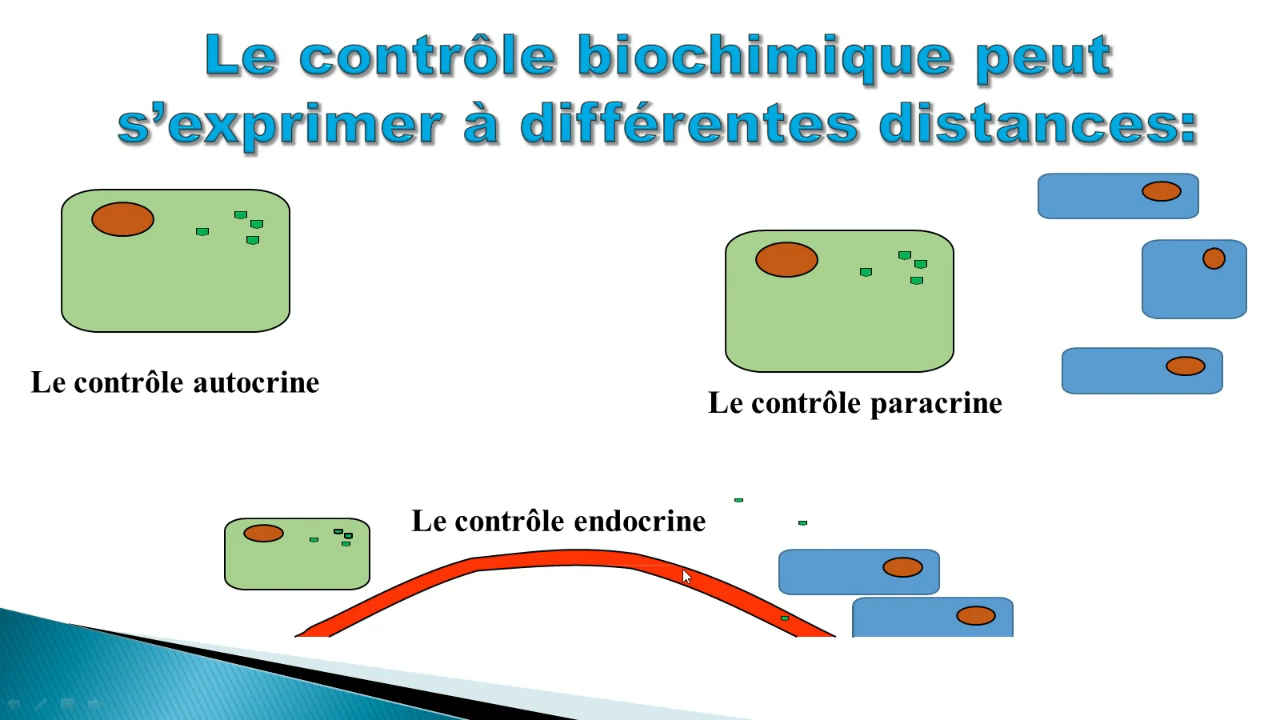 Le contrôle biochimique peut
s’exprimer à différentes distances:
Le contrôle autocrine
Le contrôle paracrine
Le contrôle endocrine